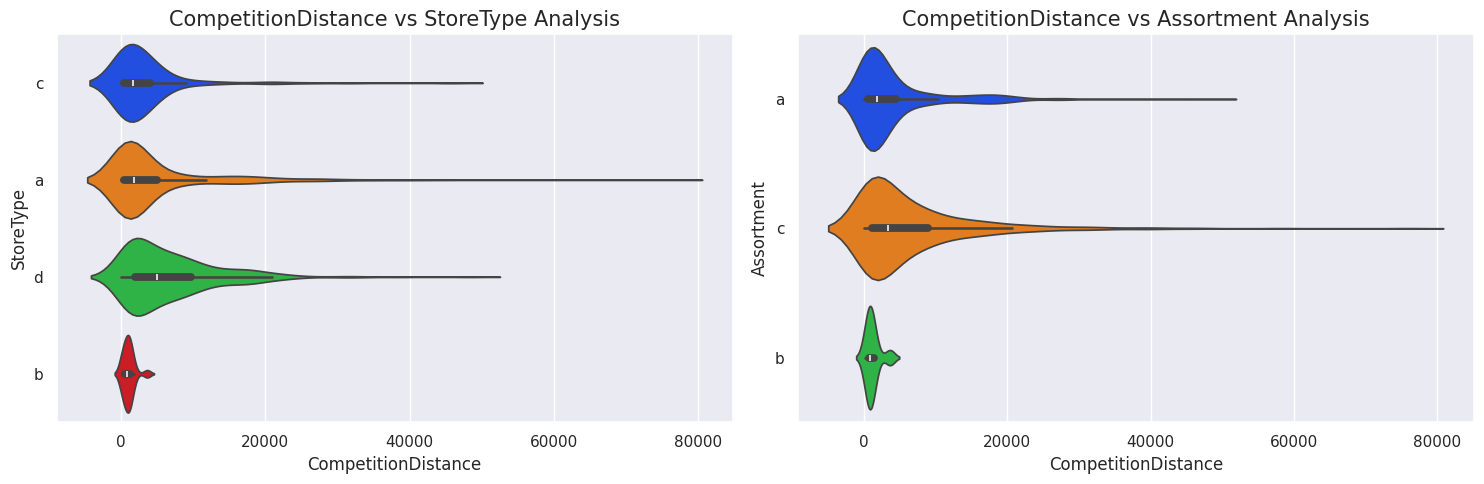 CompetitionDistance vs StoreType Analysis
StoreType
c
a
d
b
0 20000 40000 60000 80000
CompetitionDistance
CompetitionDistance vs Assortment Analysis
Assortment
a
c
b
0 20000 40000 60000 80000
CompetitionDistance